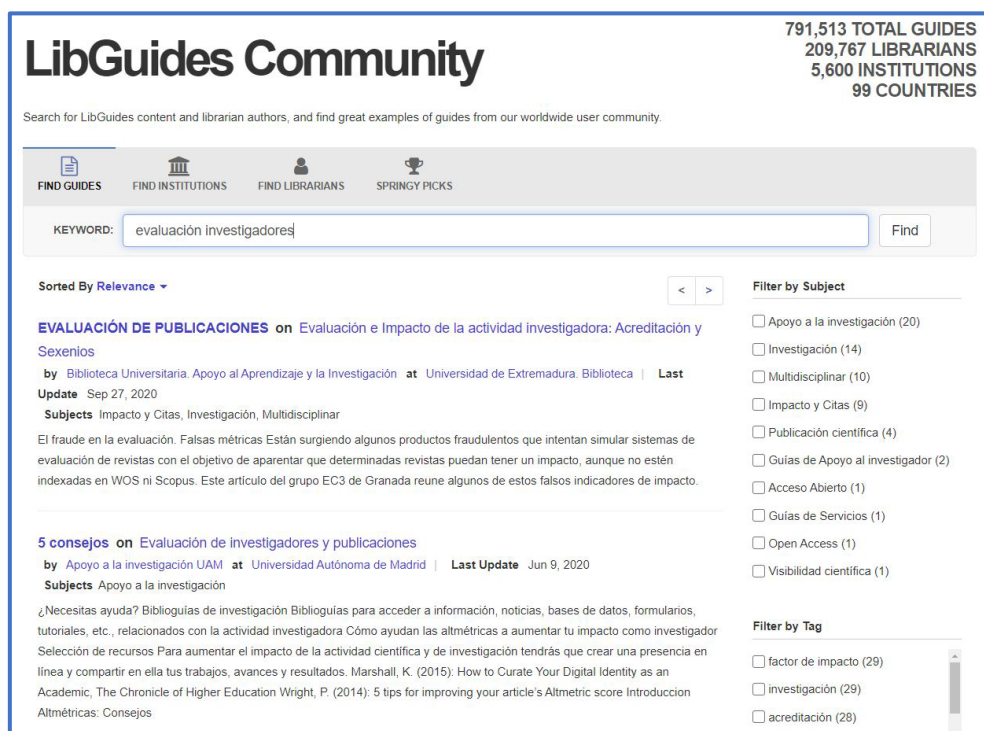 LibGuides Community
791,513 TOTAL GUIDES
209,767 LIBRARIANS
5,600 INSTITUTIONS
99 COUNTRIES
Search for LibGuides content and librarian authors, and find great examples of guides from our worldwide user community.
FIND GUIDES FIND INSTITUTIONS FIND LIBRARIANS SPRINGY PICKS
KEYWORD: evaluación investigadores Find
Sorted By Relevance < >
EVALUACIÓN DE PUBLICACIONES on Evaluación e Impacto de la actividad investigadora: Acreditación y
Sexenios
by Biblioteca Universitaria. Apoyo al Aprendizaje y la Investigación at Universidad de Extremadura. Biblioteca | Last
Update Sep 27, 2020
Subjects Impacto y Citas, Investigación, Multidisciplinar
El fraude en la evaluación. Falsas métricas Están surgiendo algunos productos fraudulentos que intentan simular sistemas de
evaluación de revistas con el objetivo de aparentar que determinadas revistas puedan tener un impacto, aunque no estén
indexadas en WOS ni Scopus. Este artículo del grupo EC3 de Granada reune algunos de estos falsos indicadores de impacto.
5 consejos on Evaluación de investigadores y publicaciones
by Apoyo a la investigación UAM at Universidad Autónoma de Madrid | Last Update Jun 9, 2020
Subjects Apoyo a la investigación
¿Necesitas ayuda? Biblioguías de investigación Biblioguías para acceder a información, noticias, bases de datos, formularios,
tutoriales, etc., relacionados con la actividad investigadora Cómo ayudan las altmétricas a aumentar tu impacto como investigador
Selección de recursos Para aumentar el impacto de la actividad científica y de investigación tendrás que crear una presencia en
línea y compartir en ella tus trabajos, avances y resultados. Marshall, K. (2015): How to Curate Your Digital Identity as an
Academic, The Chronicle of Higher Education Wright, P. (2014): 5 tips for improving your article's Altmetric score Introduccion
Altmétricas: Consejos
Filter by Subject
Apoyo a la investigación (20)
Investigación (14)
Multidisciplinar (10)
Impacto y Citas (9)
Publicación científica (4)
Guías de Apoyo al investigador (2)
Acceso Abierto (1)
Guías de Servicios (1)
Open Access (1)
Visibilidad científica (1)
Filter by Tag
factor de impacto (29)
investigación (29)
acreditación (28)